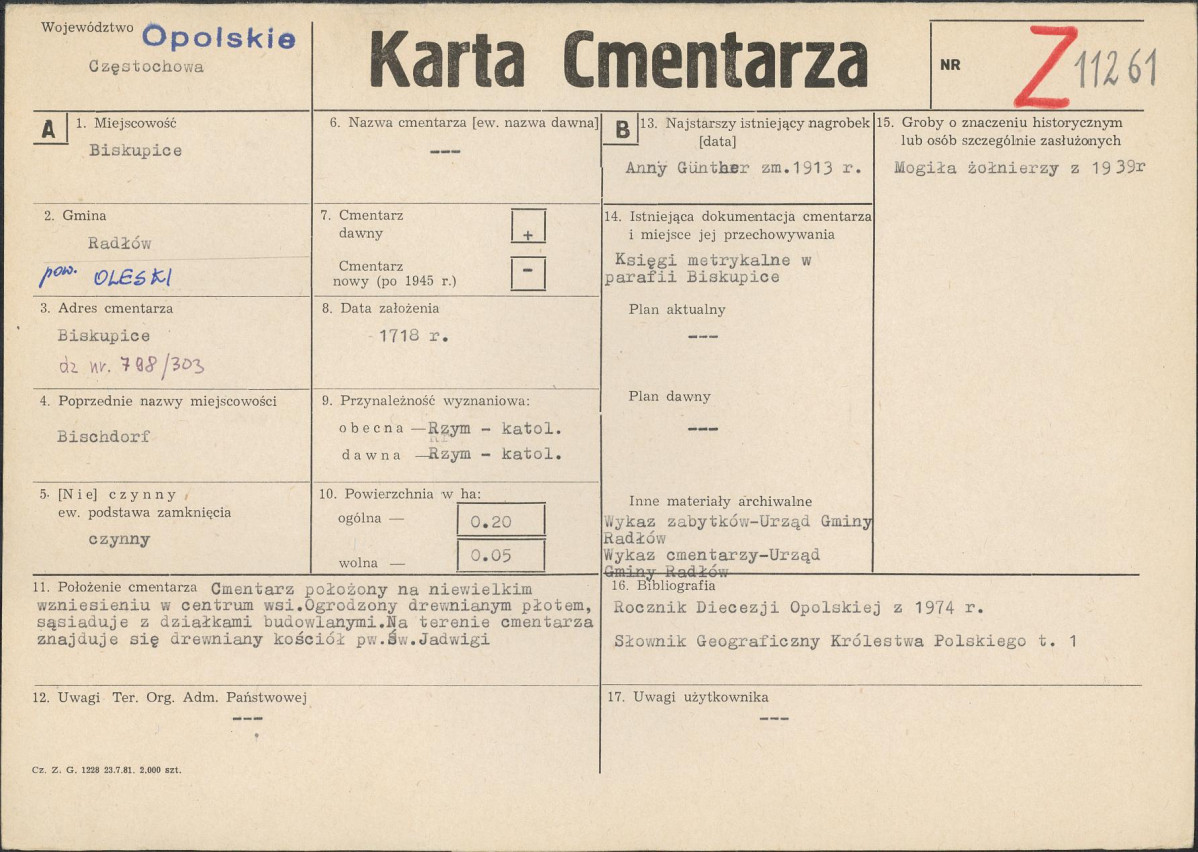 Województwo Opolskie
Częstochowa
Karta Cmentarza
NR Z 11261
A
1. Miejscowość
Biskupice
2. Gmina
Radłów
pow. OLESKI
3. Adres cmentarza
Biskupice
dz nr. 798/303
4. Poprzednie nazwy miejscowości
Bischdorf
5. [Nie] czynny
ew. podstawa zamknięcia
czynny
6. Nazwa cmentarza [ew. nazwa dawna]
---
7. Cmentarz
dawny +
Cmentarz
nowy (po 1945 r.) -
8. Data założenia
1718 r.
9. Przynależność wyznaniowa:
obecna — Rzym - katol.
dawna — Rzym - katol.
10. Powierzchnia w ha:
ogólna — 0.20
wolna — 0.05
11. Położenie cmentarza Cmentarz położony na niewielkim
wzniesieniu w centrum wsi.Ogrodzony drewnianym płotem,
sąsiaduje z działkami budowlanymi.Na terenie cmentarza
znajduje się drewniany kościół pw.Św.Jadwigi
12. Uwagi Ter. Org. Adm. Państwowej
---
Cz. Z. G. 1228 23.7.81. 2.000 szt.
B
13. Najstarszy istniejący nagrobek
[data]
Anny Günther zm.1913 r.
14. Istniejąca dokumentacja cmentarza
i miejsce jej przechowywania
Księgi metrykalne w
parafii Biskupice
Plan aktualny
---
Plan dawny
---
Inne materiały archiwalne
Wykaz zabytków-Urząd Gminy
Radłów
Wykaz cmentarzy-Urząd
Gminy Radłów
15. Groby o znaczeniu historycznym
lub osób szczególnie zasłużonych
Mogiła żołnierzy z 1939r
16. Bibliografia
Rocznik Diecezji Opolskiej z 1974 r.
Słownik Geograficzny Królestwa Polskiego t. 1
17. Uwagi użytkownika
---